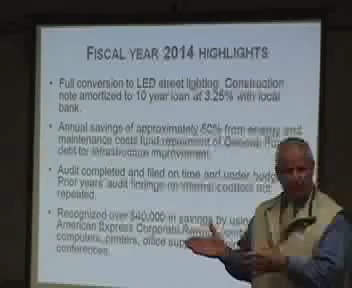 FISCAL YEAR 2014 HIGHLIGHTS
• Full conversion to LED street lighting. Construction
note amortized to 10 year loan at 3.25% with local
bank.
• Annual savings of approximately 50% from energy and
maintenance costs fund repayment of General
debt for infrastructure improvement.
• Audit completed and filed on time and under
Prior years' audit findings on internal controls not
repeated.
• Recognized over $40,000 in savings by using
American Express Corporate
computers, printers, office
conferences.